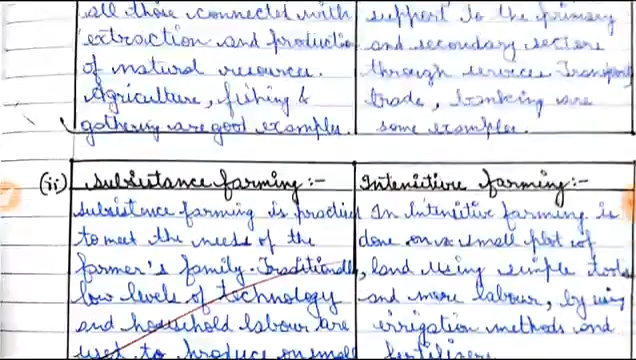 all those connected with
extraction and production
of natural resources.
Agriculture, fishing &
gathering are good examples.
support to the primary
and secondary sectors
through services. Transport,
trade, banking are
some examples.
(ii) Subsistance farming :-
Subsistence farming is practised
to meet the needs of the
farmer's family. Traditionally,
low levels of technology
and household labour are
used to produce on small
Intensitive farming :-
In Intensitive farming is
done on a small plot of
land using simple tools
and more labour, by using
irrigation methods and
fertilizers